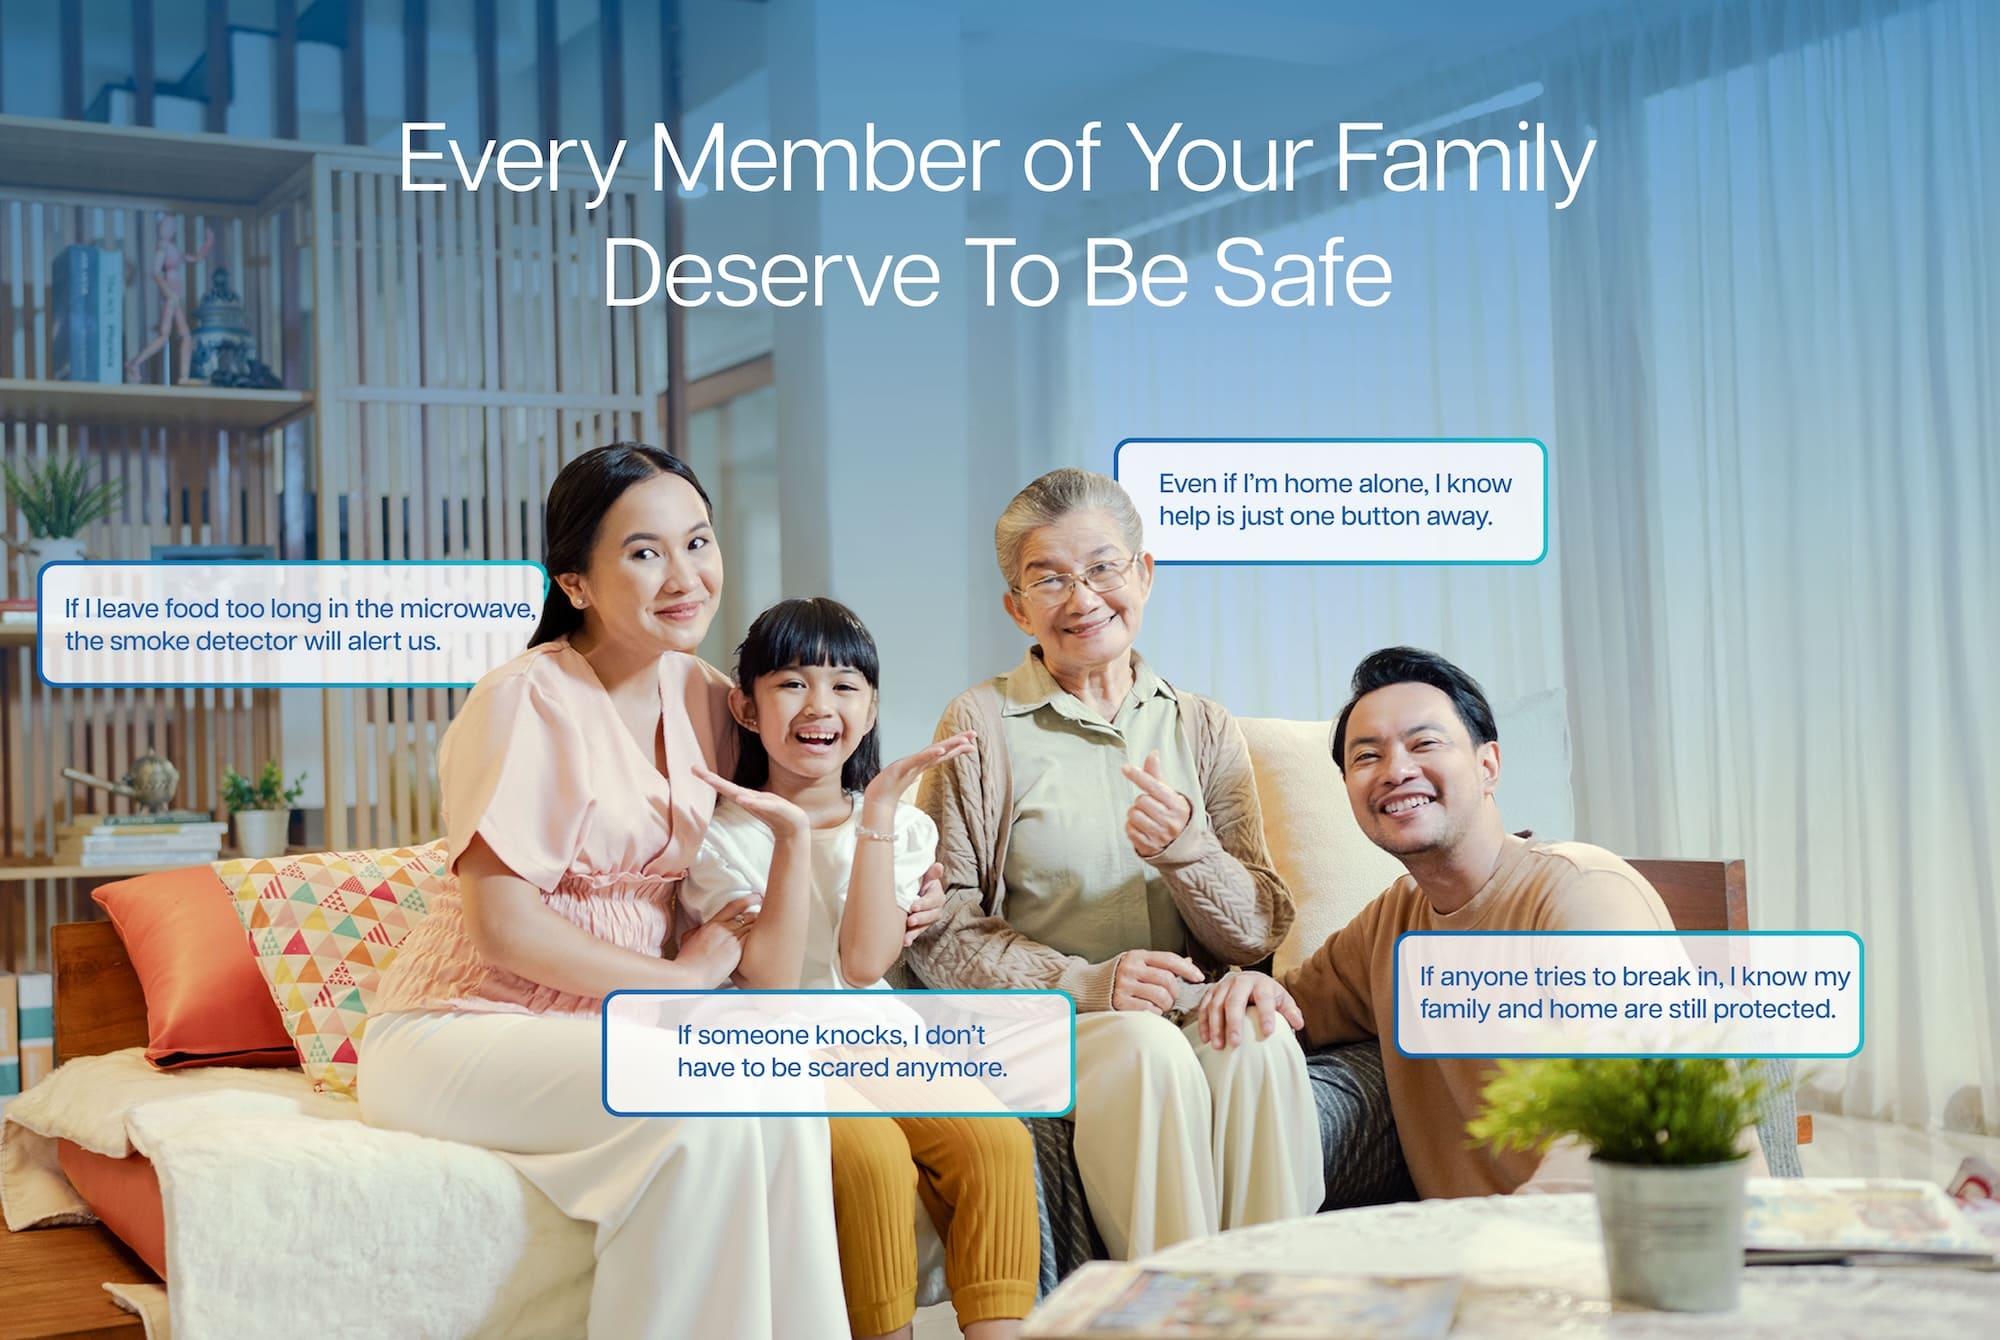 Every Member of Your Family
Deserve To Be Safe
Even if I’m home alone, I know
help is just one button away.
If I leave food too long in the microwave,
the smoke detector will alert us.
If anyone tries to break in, I know my
family and home are still protected.
If someone knocks, I don’t
have to be scared anymore.